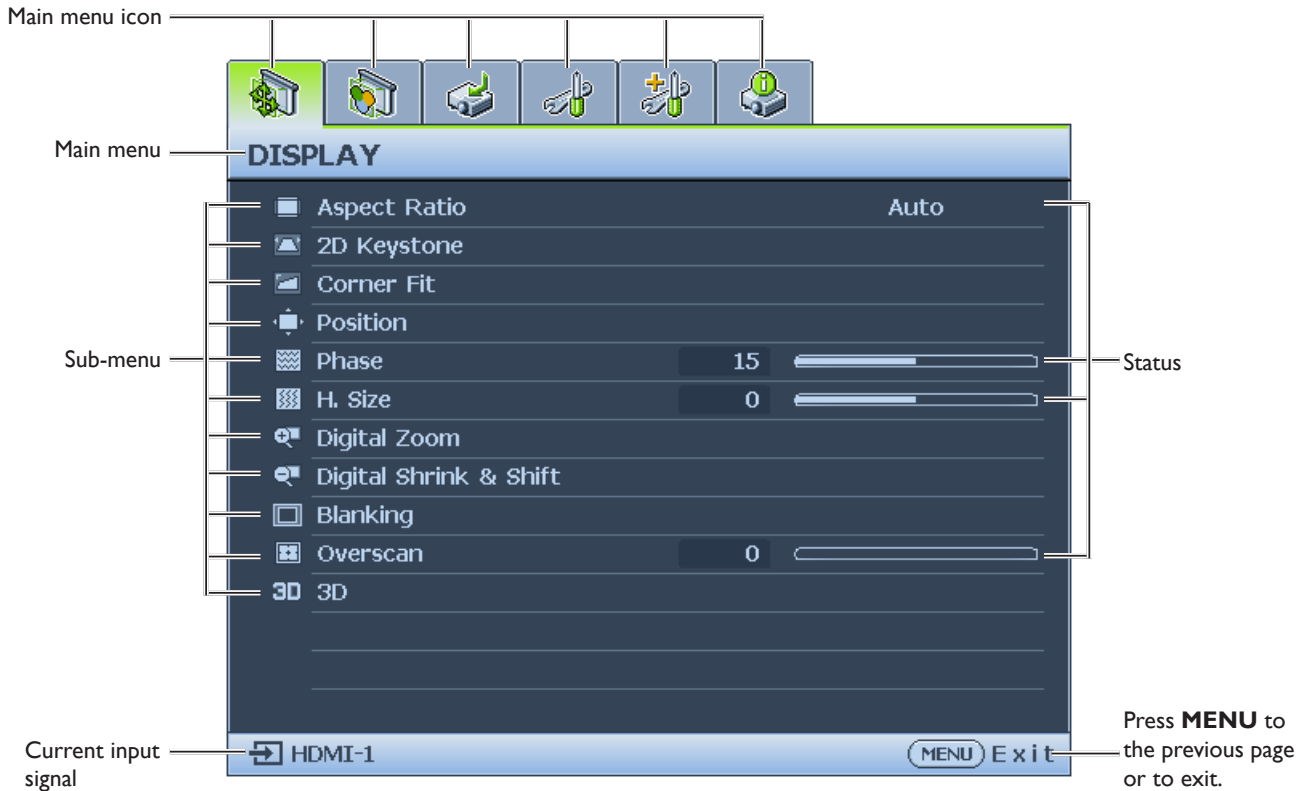 Main menu icon
Main menu
DISPLAY
Aspect Ratio Auto
2D Keystone
Corner Fit
Position
Sub-menu
Phase 15
Status
H. Size 0
Digital Zoom
Digital Shrink & Shift
Blanking
Overscan 0
3D 3D
Current input
signal
HDMI-1
MENU Exit
Press MENU to
the previous page
or to exit.